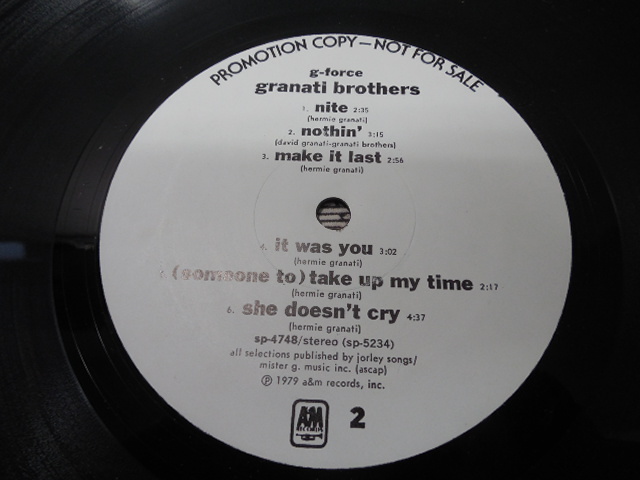 PROMOTION COPY—NOT FOR SALE
g-force
granati brothers
1. nite 2:35
(hermie granati)
2. nothin' 3:15
(david granati-granati brothers)
3. make it last 2:56
(hermie granati)
4. it was you 3:02
(hermie granati)
(someone to) take up my time 2:17
(hermie granati)
6. she doesn't cry 4:37
(hermie granati)
sp-4748/stereo (sp-5234)
all selections published by jorley songs/
mister g. music inc. (ascap)
℗ 1979 a&m records, inc.
A&M
RECORDS
2